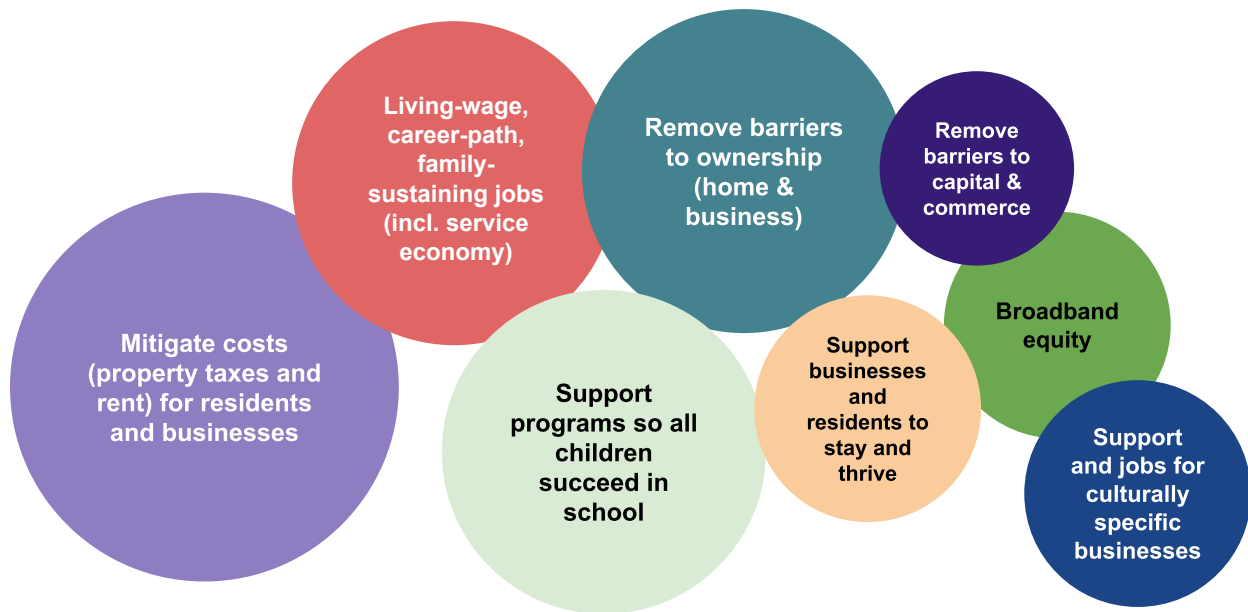 Mitigate costs
(property taxes and
rent) for residents
and businesses
Living-wage,
career-path,
family-
sustaining jobs
(incl. service
economy)
Support
programs so all
children
succeed in
school
Remove barriers
to ownership
(home &
business)
Support
businesses
and
residents to
stay and
thrive
Remove
barriers to
capital &
commerce
Broadband
equity
Support
and jobs for
culturally
specific
businesses